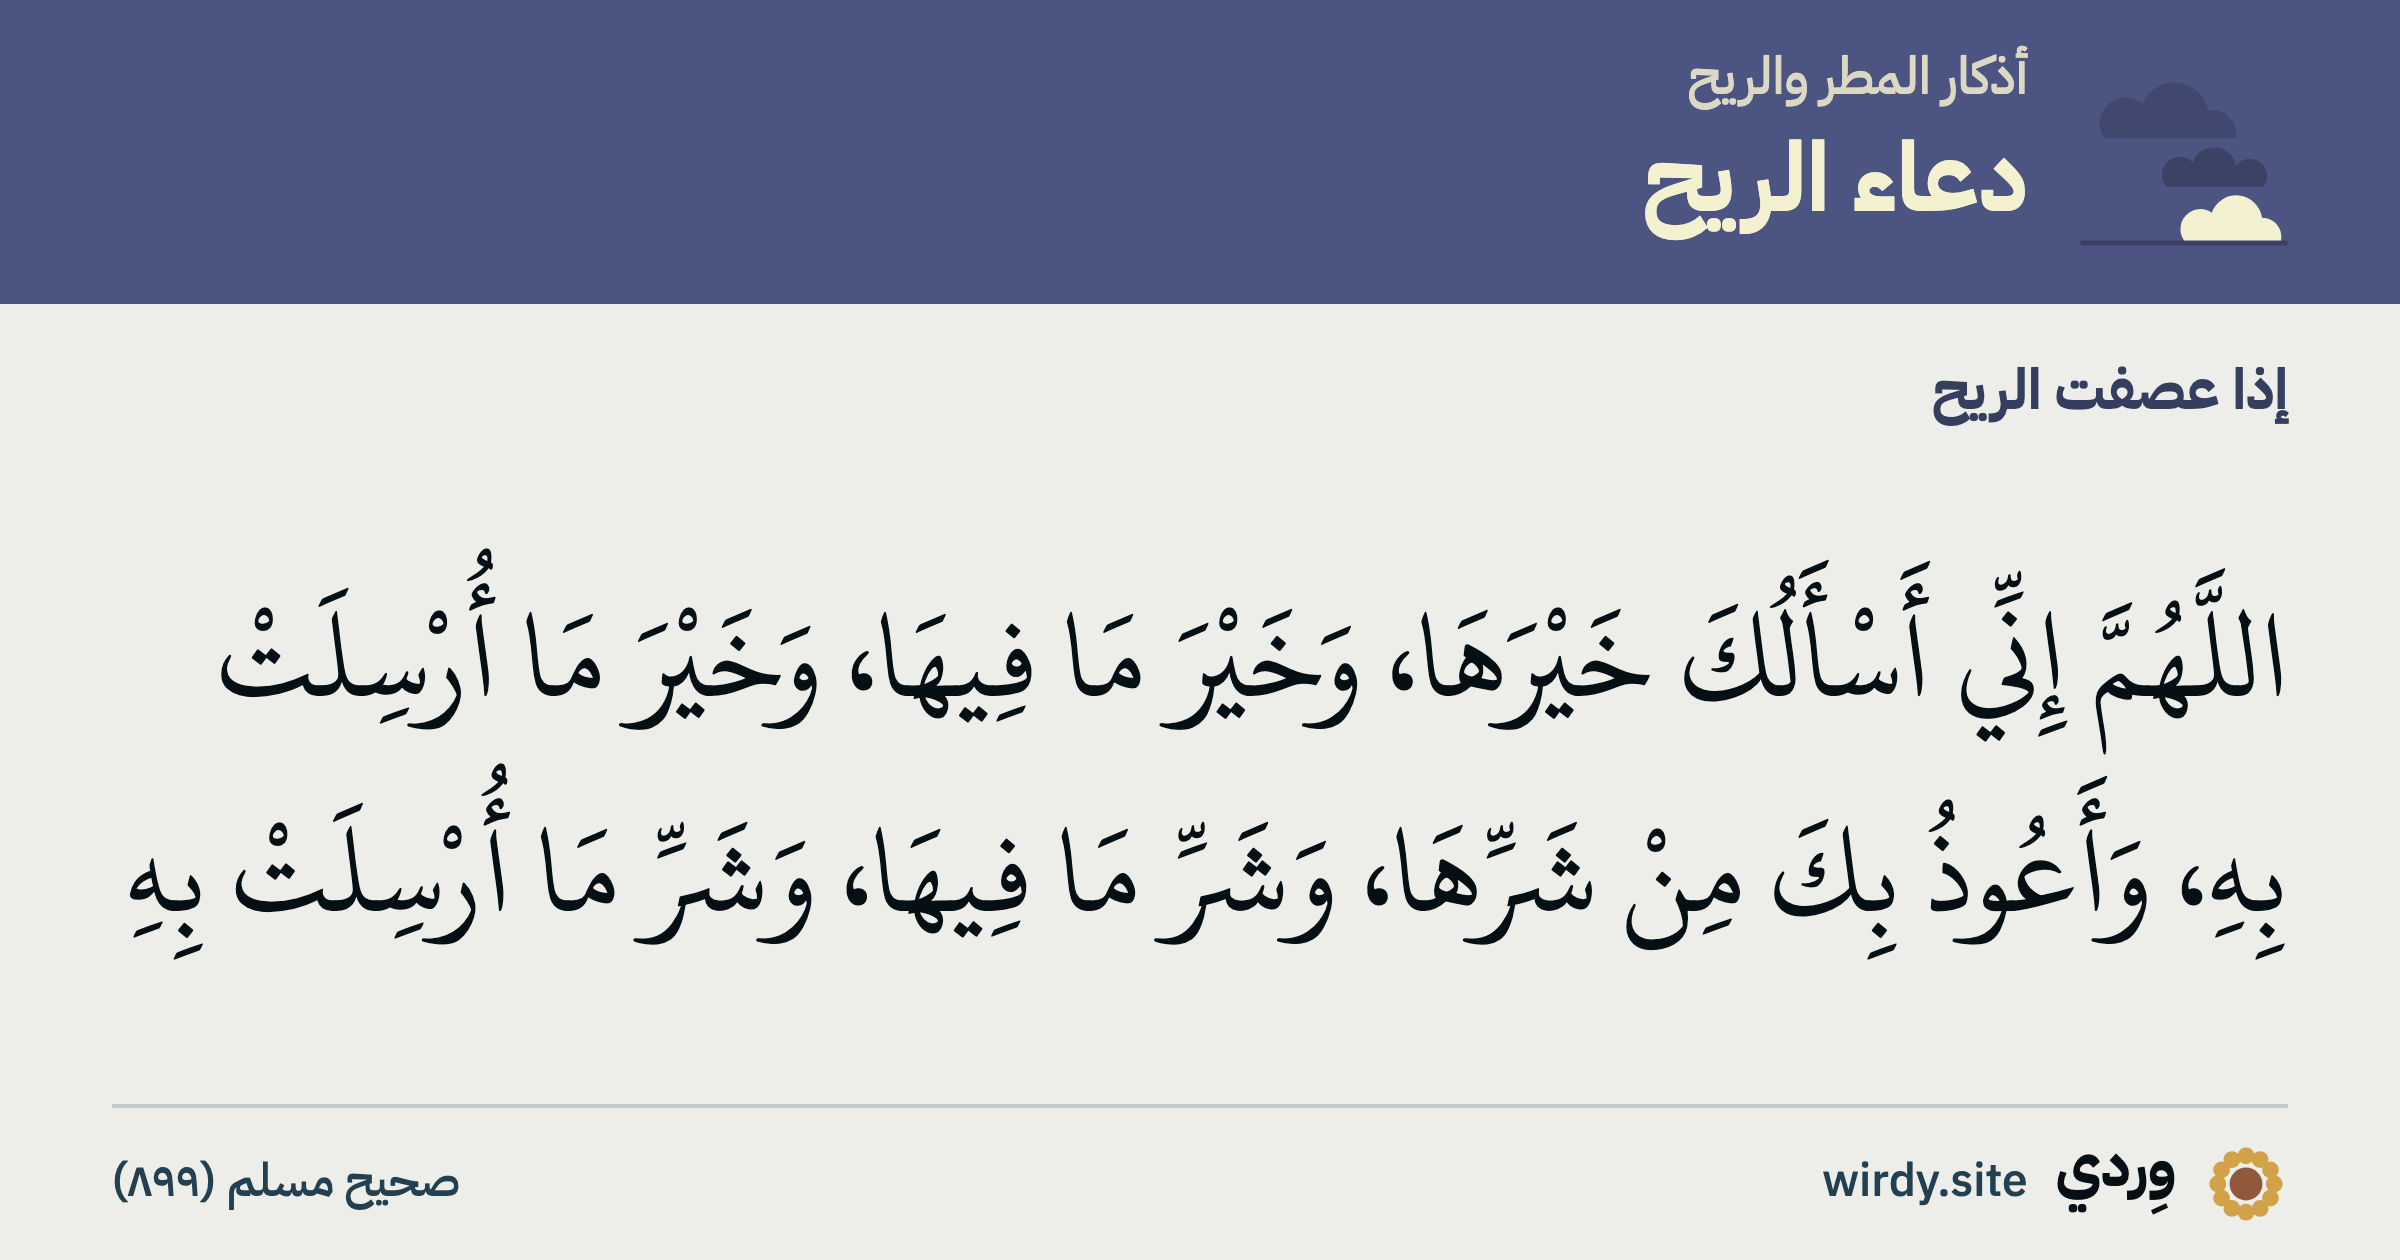 أذكار المطر والريح
دعاء الريح
إذا عصفت الريح
اللَّهُمَّ إِنِّي أَسْأَلُكَ خَيْرَهَا، وَخَيْرَ مَا فِيهَا، وَخَيْرَ مَا أُرْسِلَتْ
بِهِ، وَأَعُوذُ بِكَ مِنْ شَرِّهَا، وَشَرِّ مَا فِيهَا، وَشَرِّ مَا أُرْسِلَتْ بِهِ
وِردي wirdy.site صحيح مسلم (٨٩٩)